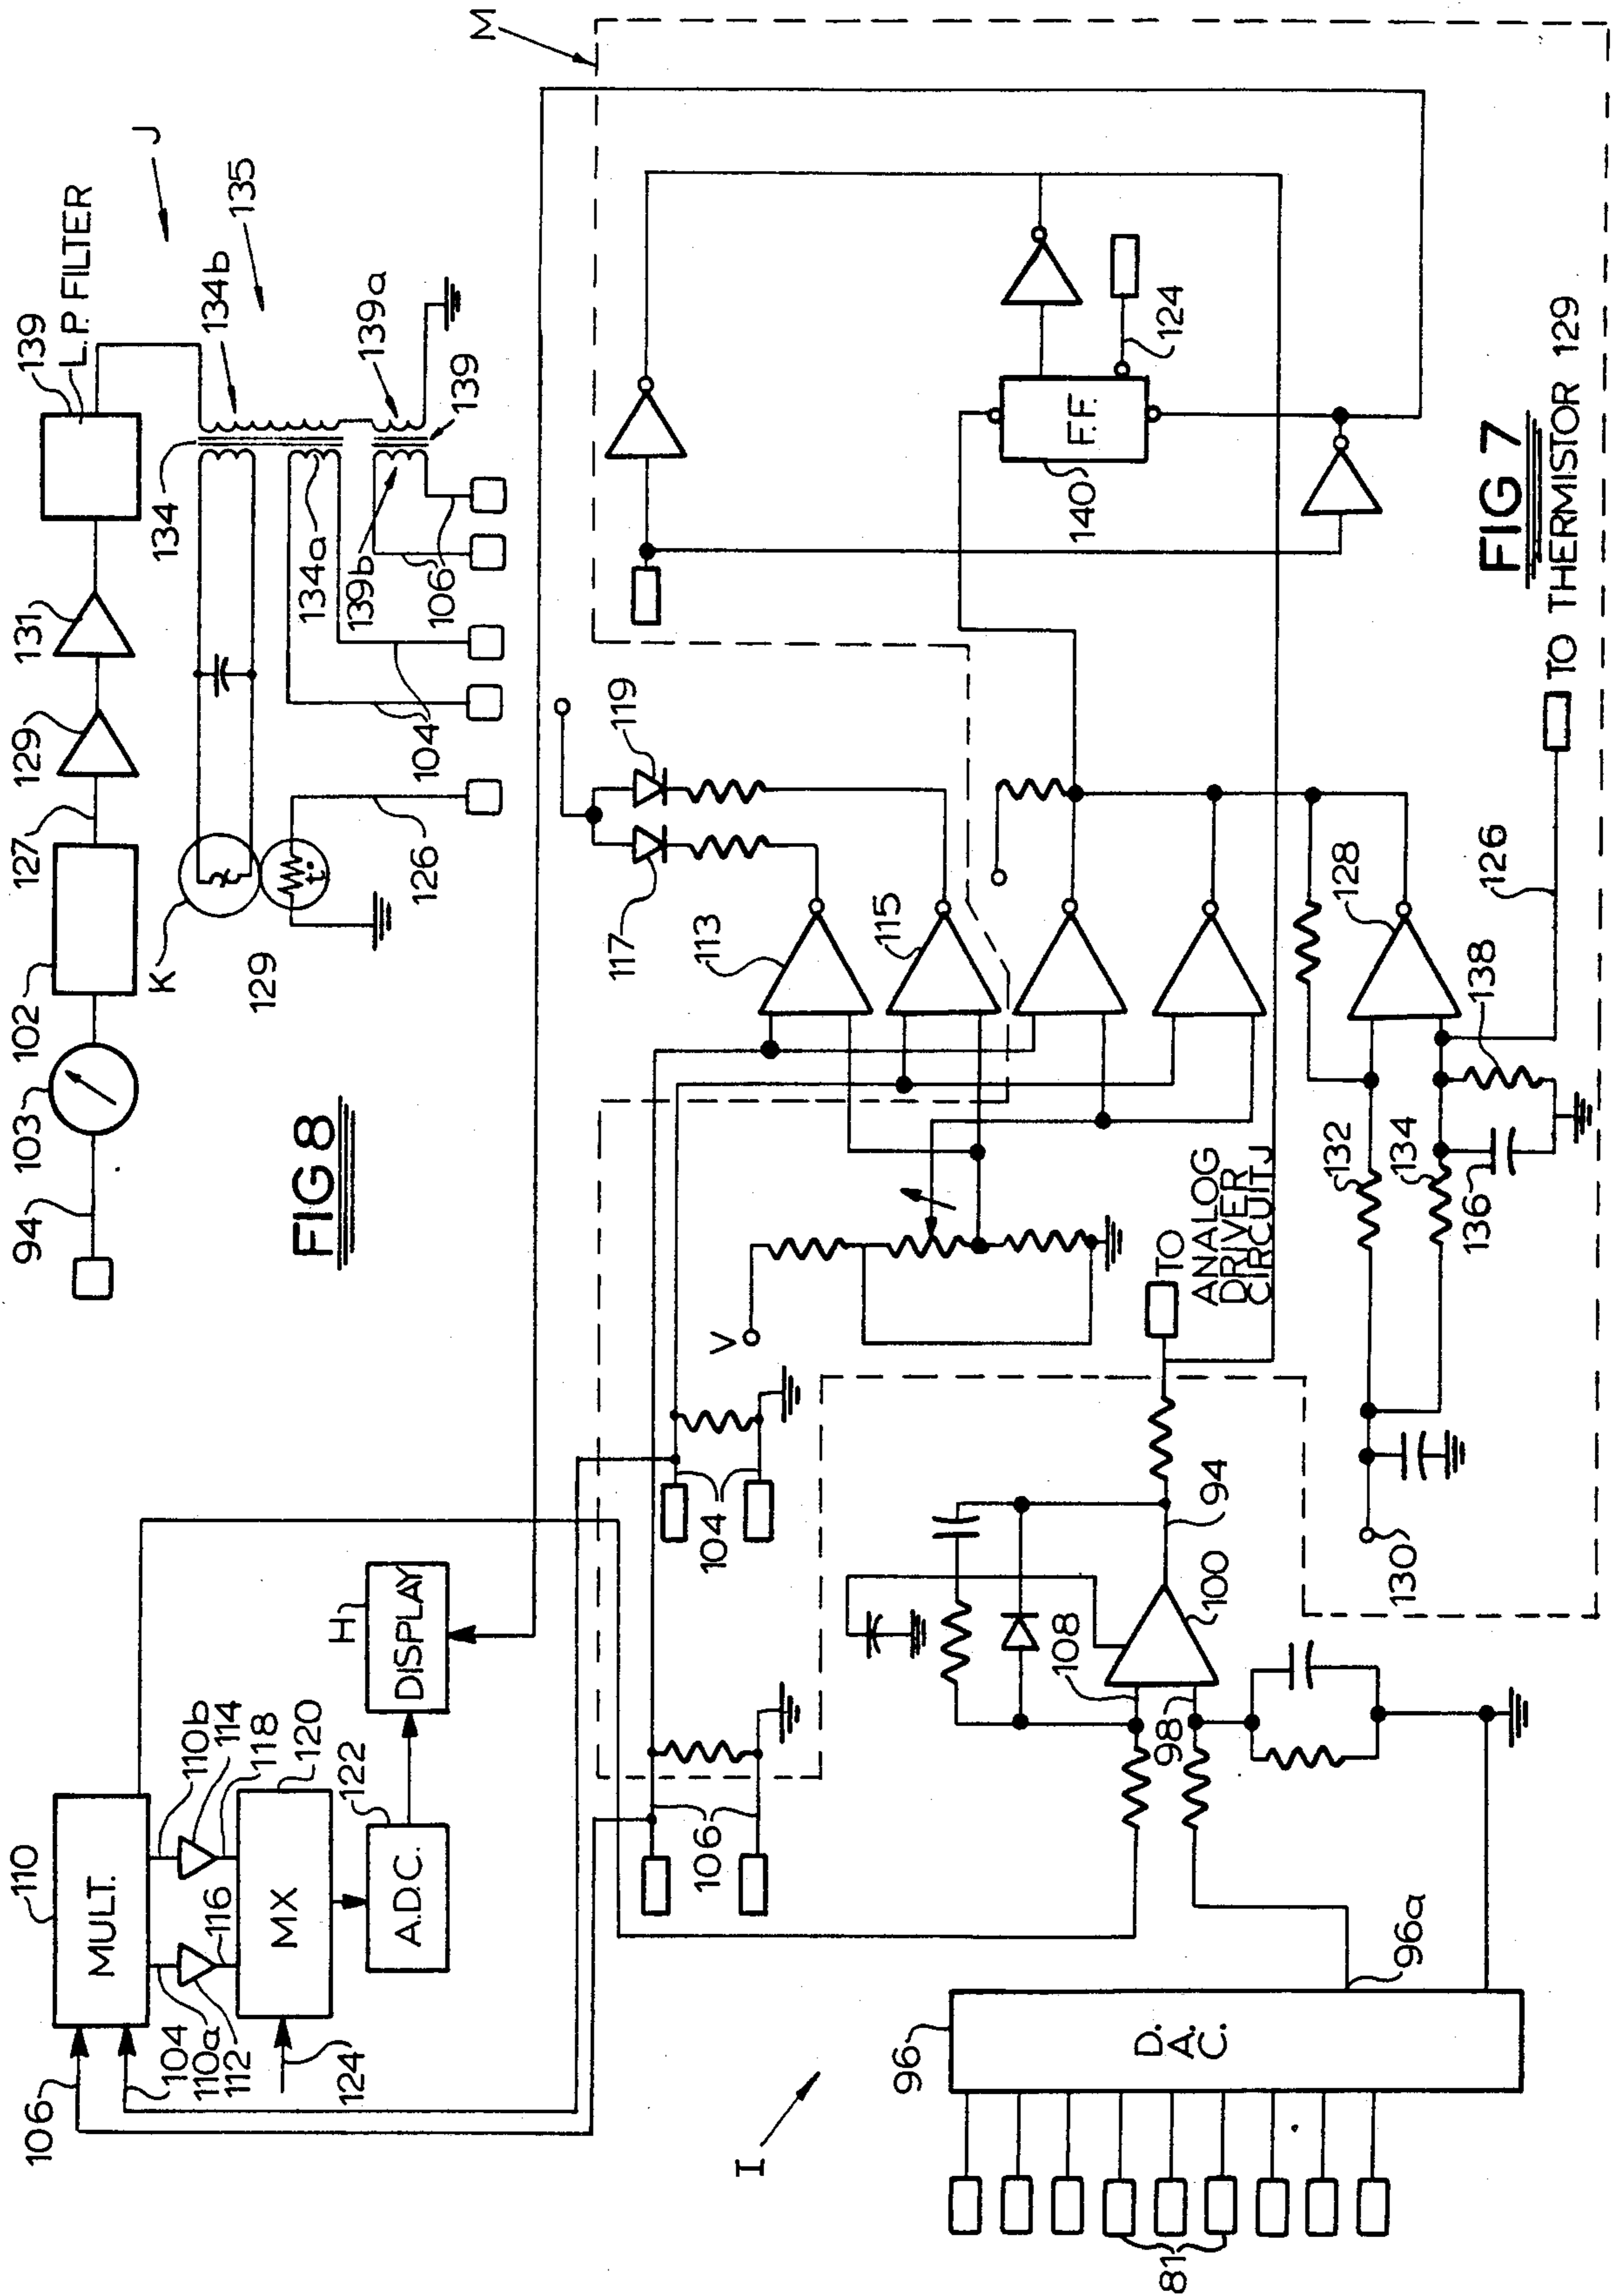 94
103
102
127
129
131
139
L.P. FILTER
J
K
129
134
134b
135
134a
139b
139a
139
106
104
126
FIG 8
M
110
MULT.
106
104
110a
112
116
110b
114
118
120
MX
124
122
A.D.C.
H
DISPLAY
106
104
V
117
119
113
115
140
F.F.
124
I
81
96
D.
A.
C.
96a
98
108
100
94
TO
ANALOG
DRIVER
CIRCUIT J
130
132
134
136
138
128
126
TO THERMISTOR 129
FIG 7
t°